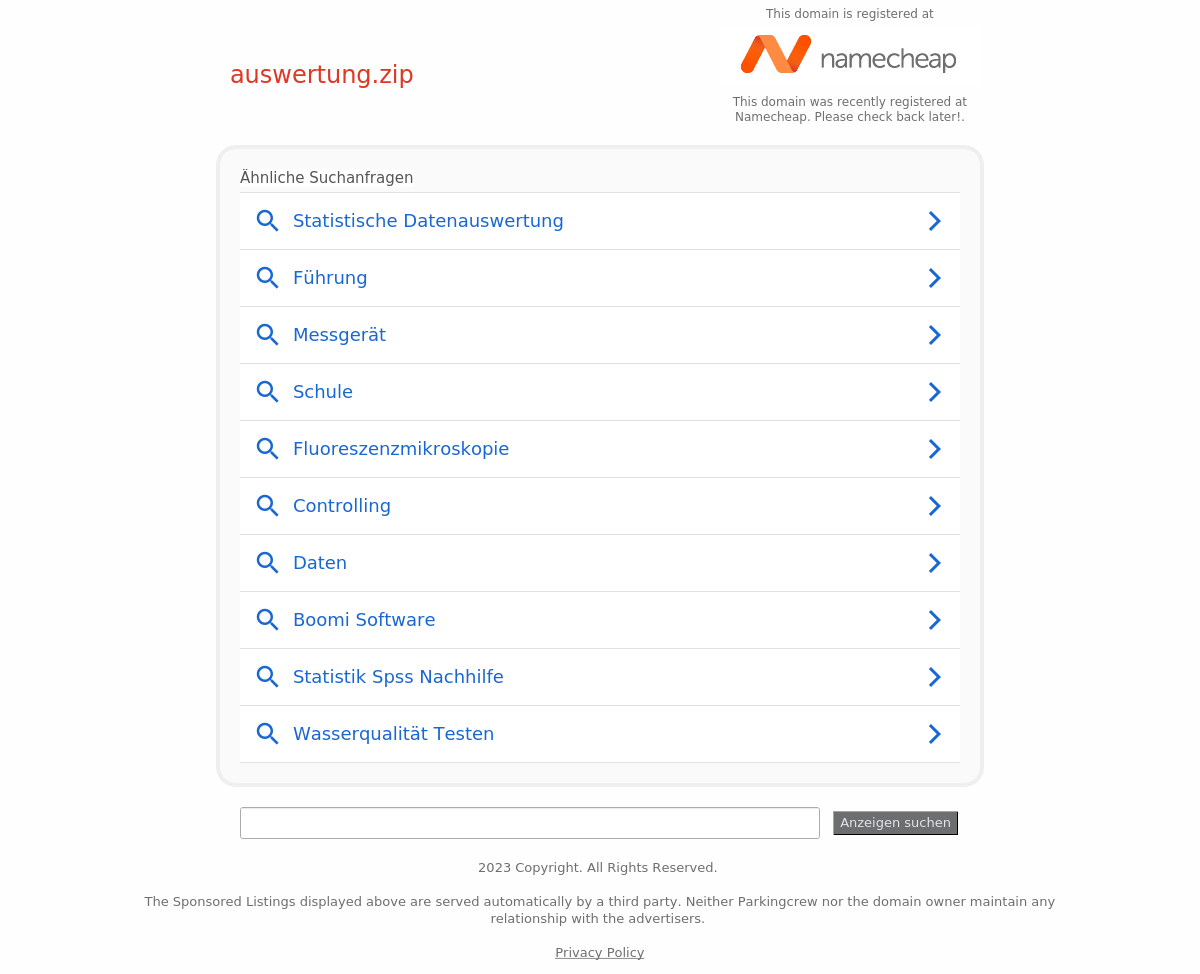 This domain is registered at
namecheap
auswertung.zip
This domain was recently registered at
Namecheap. Please check back later!.
Ähnliche Suchanfragen
Statistische Datenauswertung
Führung
Messgerät
Schule
Fluoreszenzmikroskopie
Controlling
Daten
Boomi Software
Statistik Spss Nachhilfe
Wasserqualität Testen
Anzeigen suchen
2023 Copyright. All Rights Reserved.
The Sponsored Listings displayed above are served automatically by a third party. Neither Parkingcrew nor the domain owner maintain any
relationship with the advertisers.
Privacy Policy